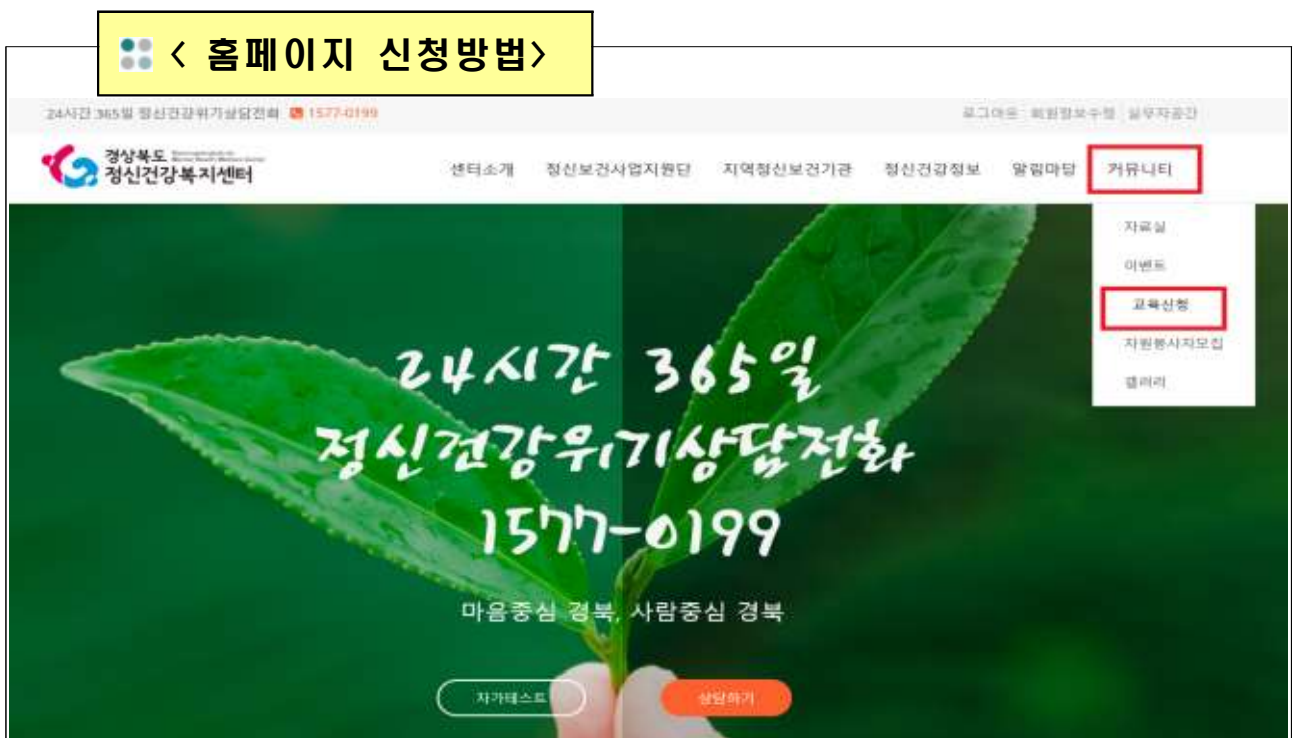 < 홈페이지 신청방법>
24시간 365일 정신건강위기상담전화 1577-0199
로그아웃 회원정보수정 실무자공간
경상북도
정신건강복지센터
센터소개 정신보건사업지원단 지역정신보건기관 정신건강정보 알림마당 커뮤니티
자료실
이벤트
교육신청
자원봉사자모집
갤러리
24시간 365일
정신건강위기상담전화
1577-0199
마음중심 경북, 사람중심 경북
자가테스트
상담하기